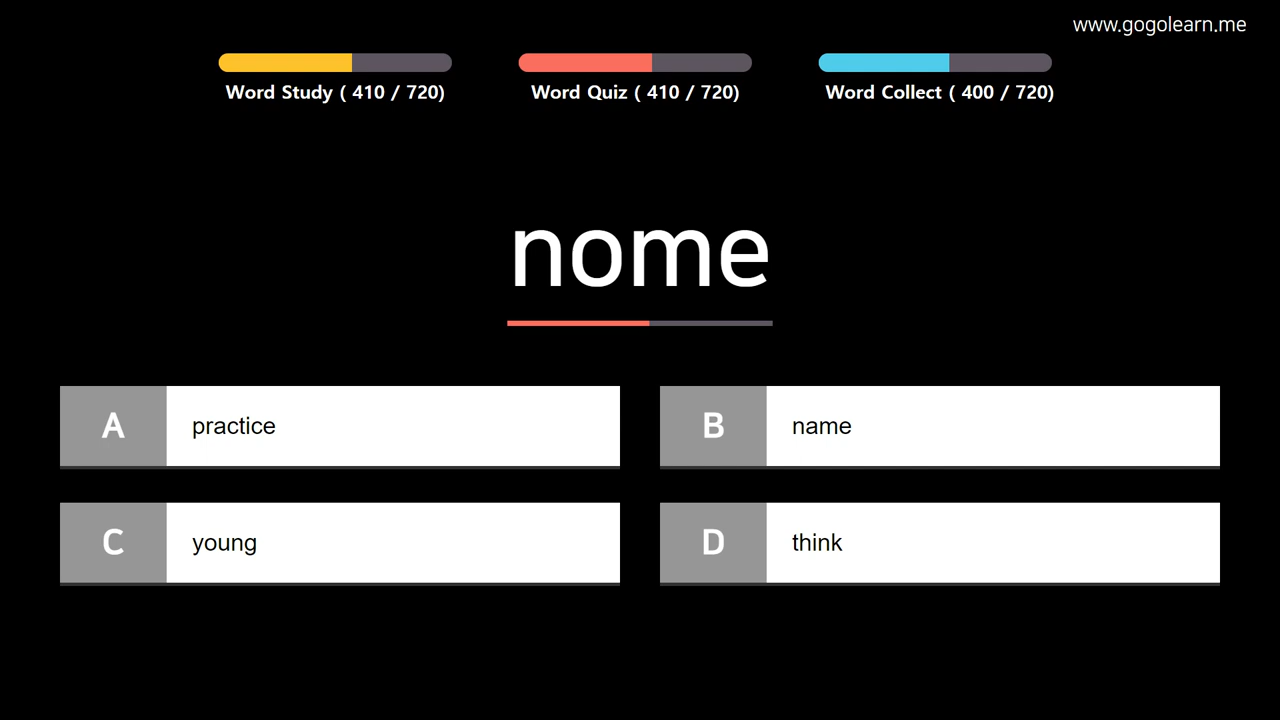 www.gogolearn.me
Word Study ( 410 / 720)
Word Quiz ( 410 / 720)
Word Collect ( 400 / 720)
nome
A practice
B name
C young
D think